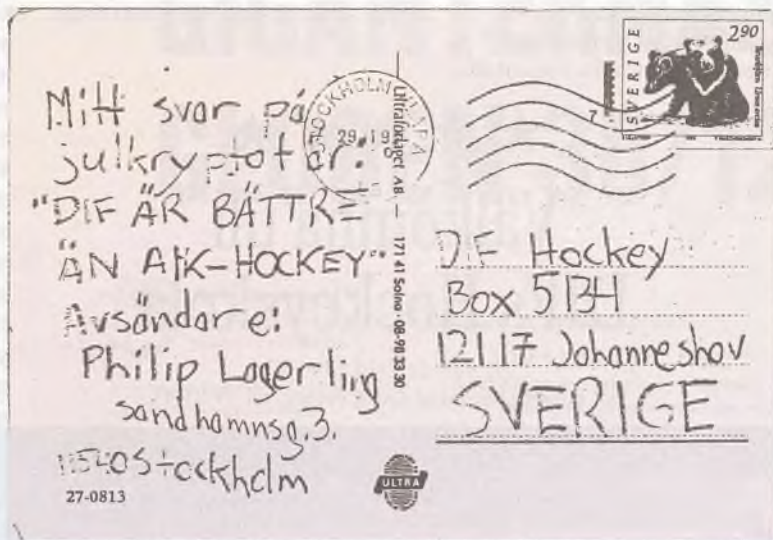 Mitt svar på
julkryptot är:
"DIF ÄR BÄTTRE
ÄN AIK-HOCKEY"
Avsändare:
Philip Lagerling
sandhamnsg.3.
11540 Stockholm
27-0813
STOCKHOLM KLARA
Ultraförlaget AB. — 171 41 Solna · 08-98 33 30
ULTRA
SVERIGE
2.90
DIF Hockey
Box 5134
12117 Johanneshov
SVERIGE